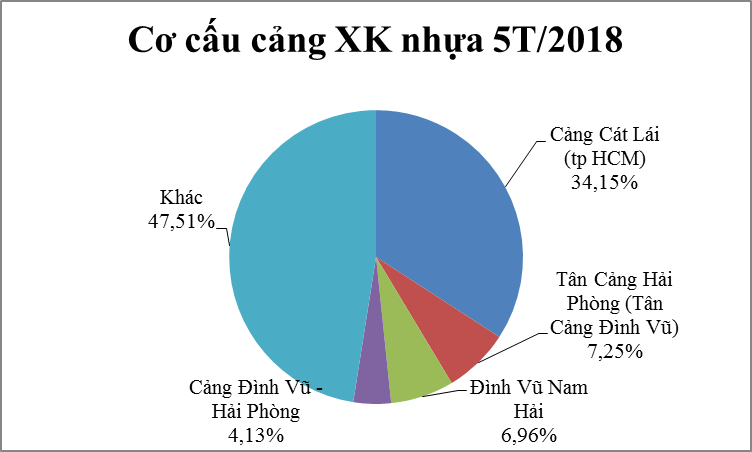 Cơ cấu cảng XK nhựa 5T/2018
Cảng Cát Lái
(tp HCM)
34,15%
Khác
47,51%
Tân Cảng Hải
Phòng (Tân
Cảng Đình Vũ)
7,25%
Cảng Đình Vũ -
Hải Phòng
4,13%
Đình Vũ Nam
Hải
6,96%